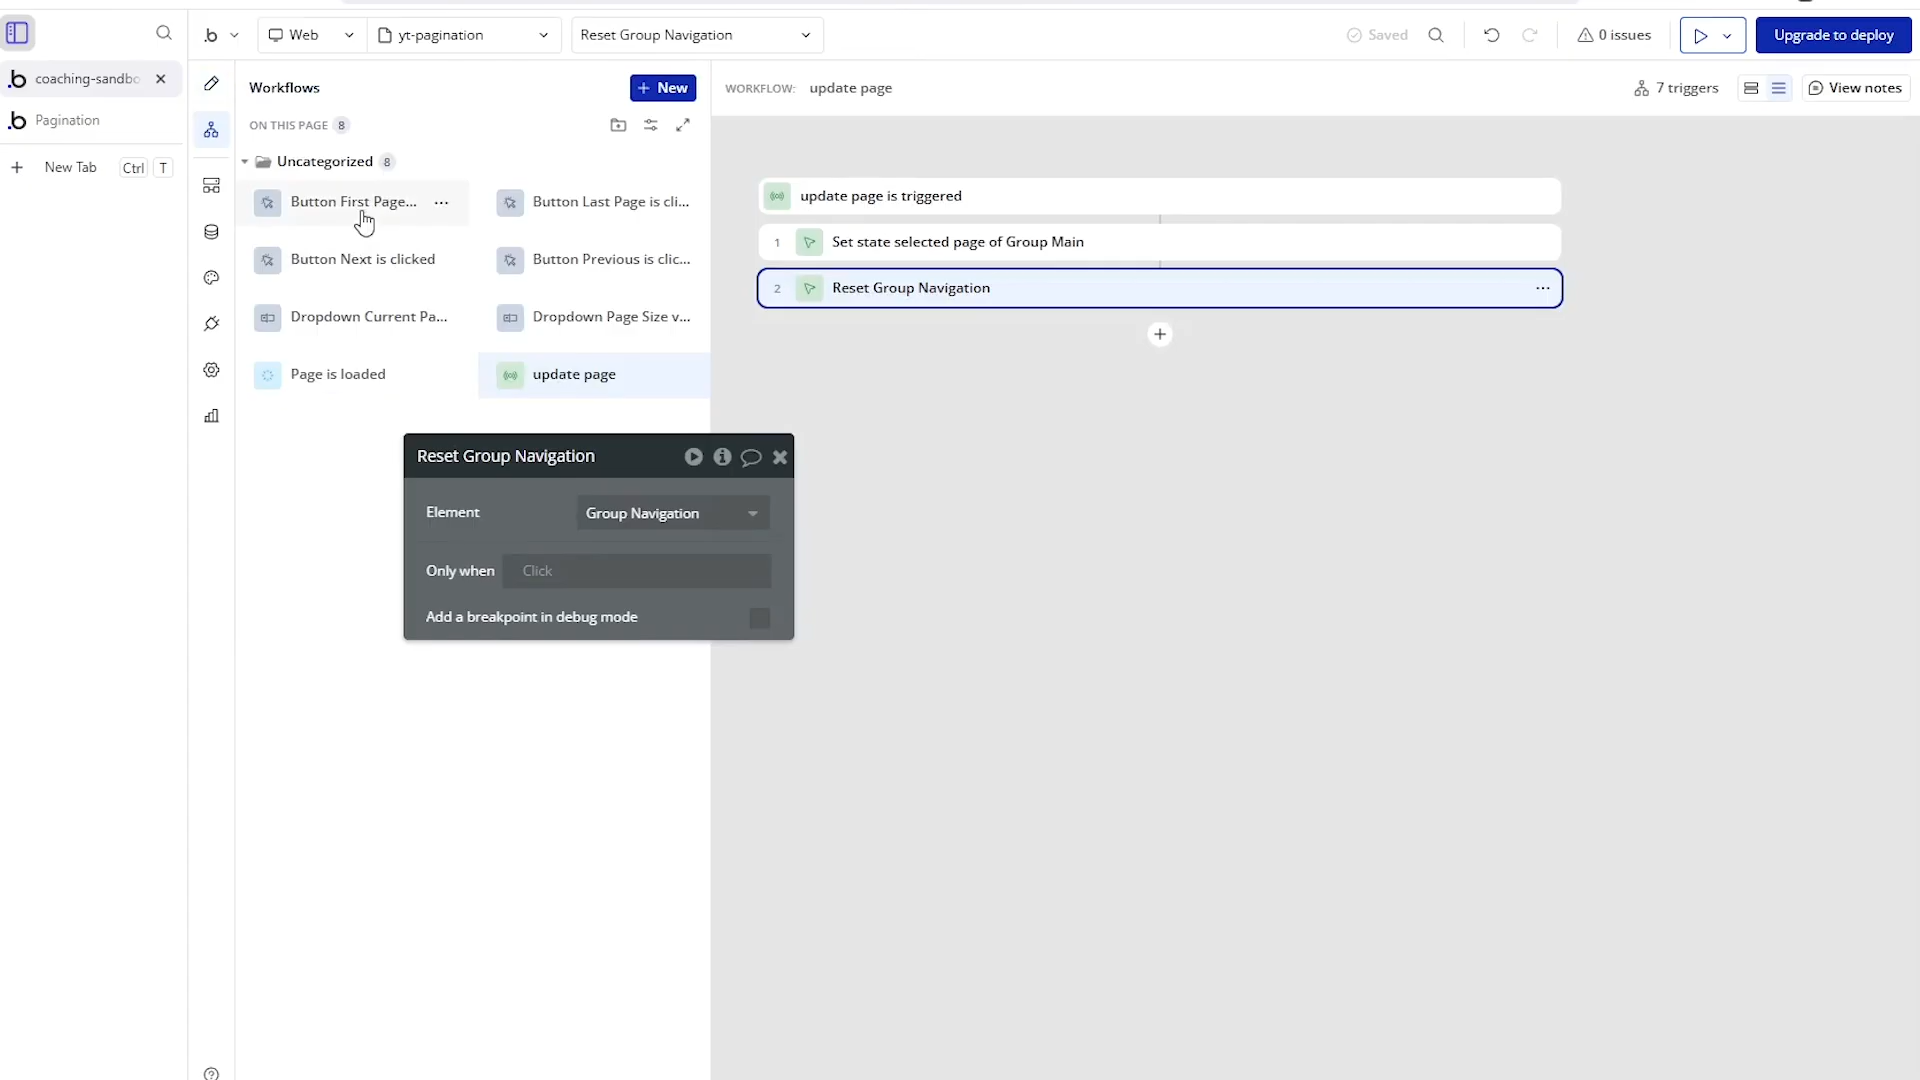 coaching-sandbo
Pagination
New Tab Ctrl T
Web
yt-pagination
Reset Group Navigation
Saved
0 issues
Upgrade to deploy
Workflows
New
ON THIS PAGE 8
Uncategorized 8
Button First Page...
Button Last Page is cli...
Button Next is clicked
Button Previous is clic...
Dropdown Current Pa...
Dropdown Page Size v...
Page is loaded
update page
WORKFLOW: update page
7 triggers
View notes
update page is triggered
1 Set state selected page of Group Main
2 Reset Group Navigation
Reset Group Navigation
Element Group Navigation
Only when Click
Add a breakpoint in debug mode